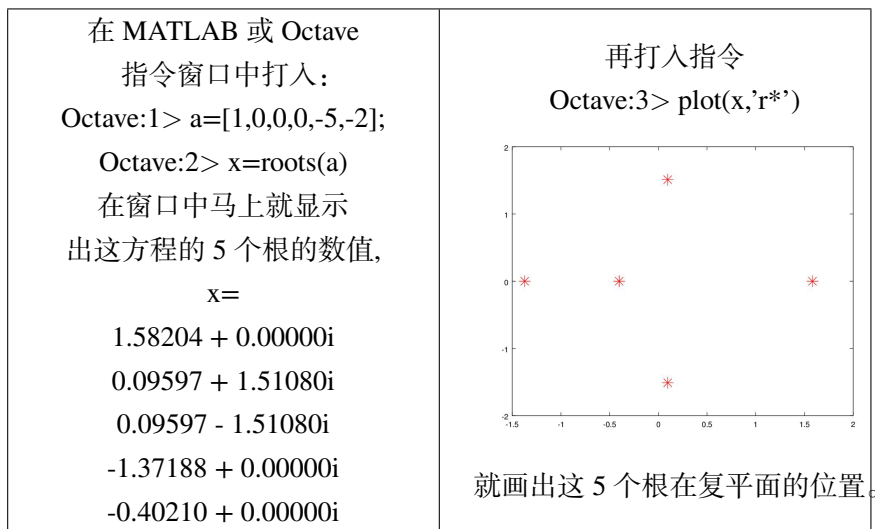 在 MATLAB 或 Octave
指令窗口中打入：
Octave:1> a=[1,0,0,0,-5,-2];
Octave:2> x=roots(a)
在窗口中马上就显示
出这方程的 5 个根的数值,
x=
1.58204 + 0.00000i
0.09597 + 1.51080i
0.09597 - 1.51080i
-1.37188 + 0.00000i
-0.40210 + 0.00000i
再打入指令
Octave:3> plot(x,’r*’)
2
1
0
-1
-2
-1.5 -1 -0.5 0 0.5 1 1.5 2
就画出这 5 个根在复平面的位置。